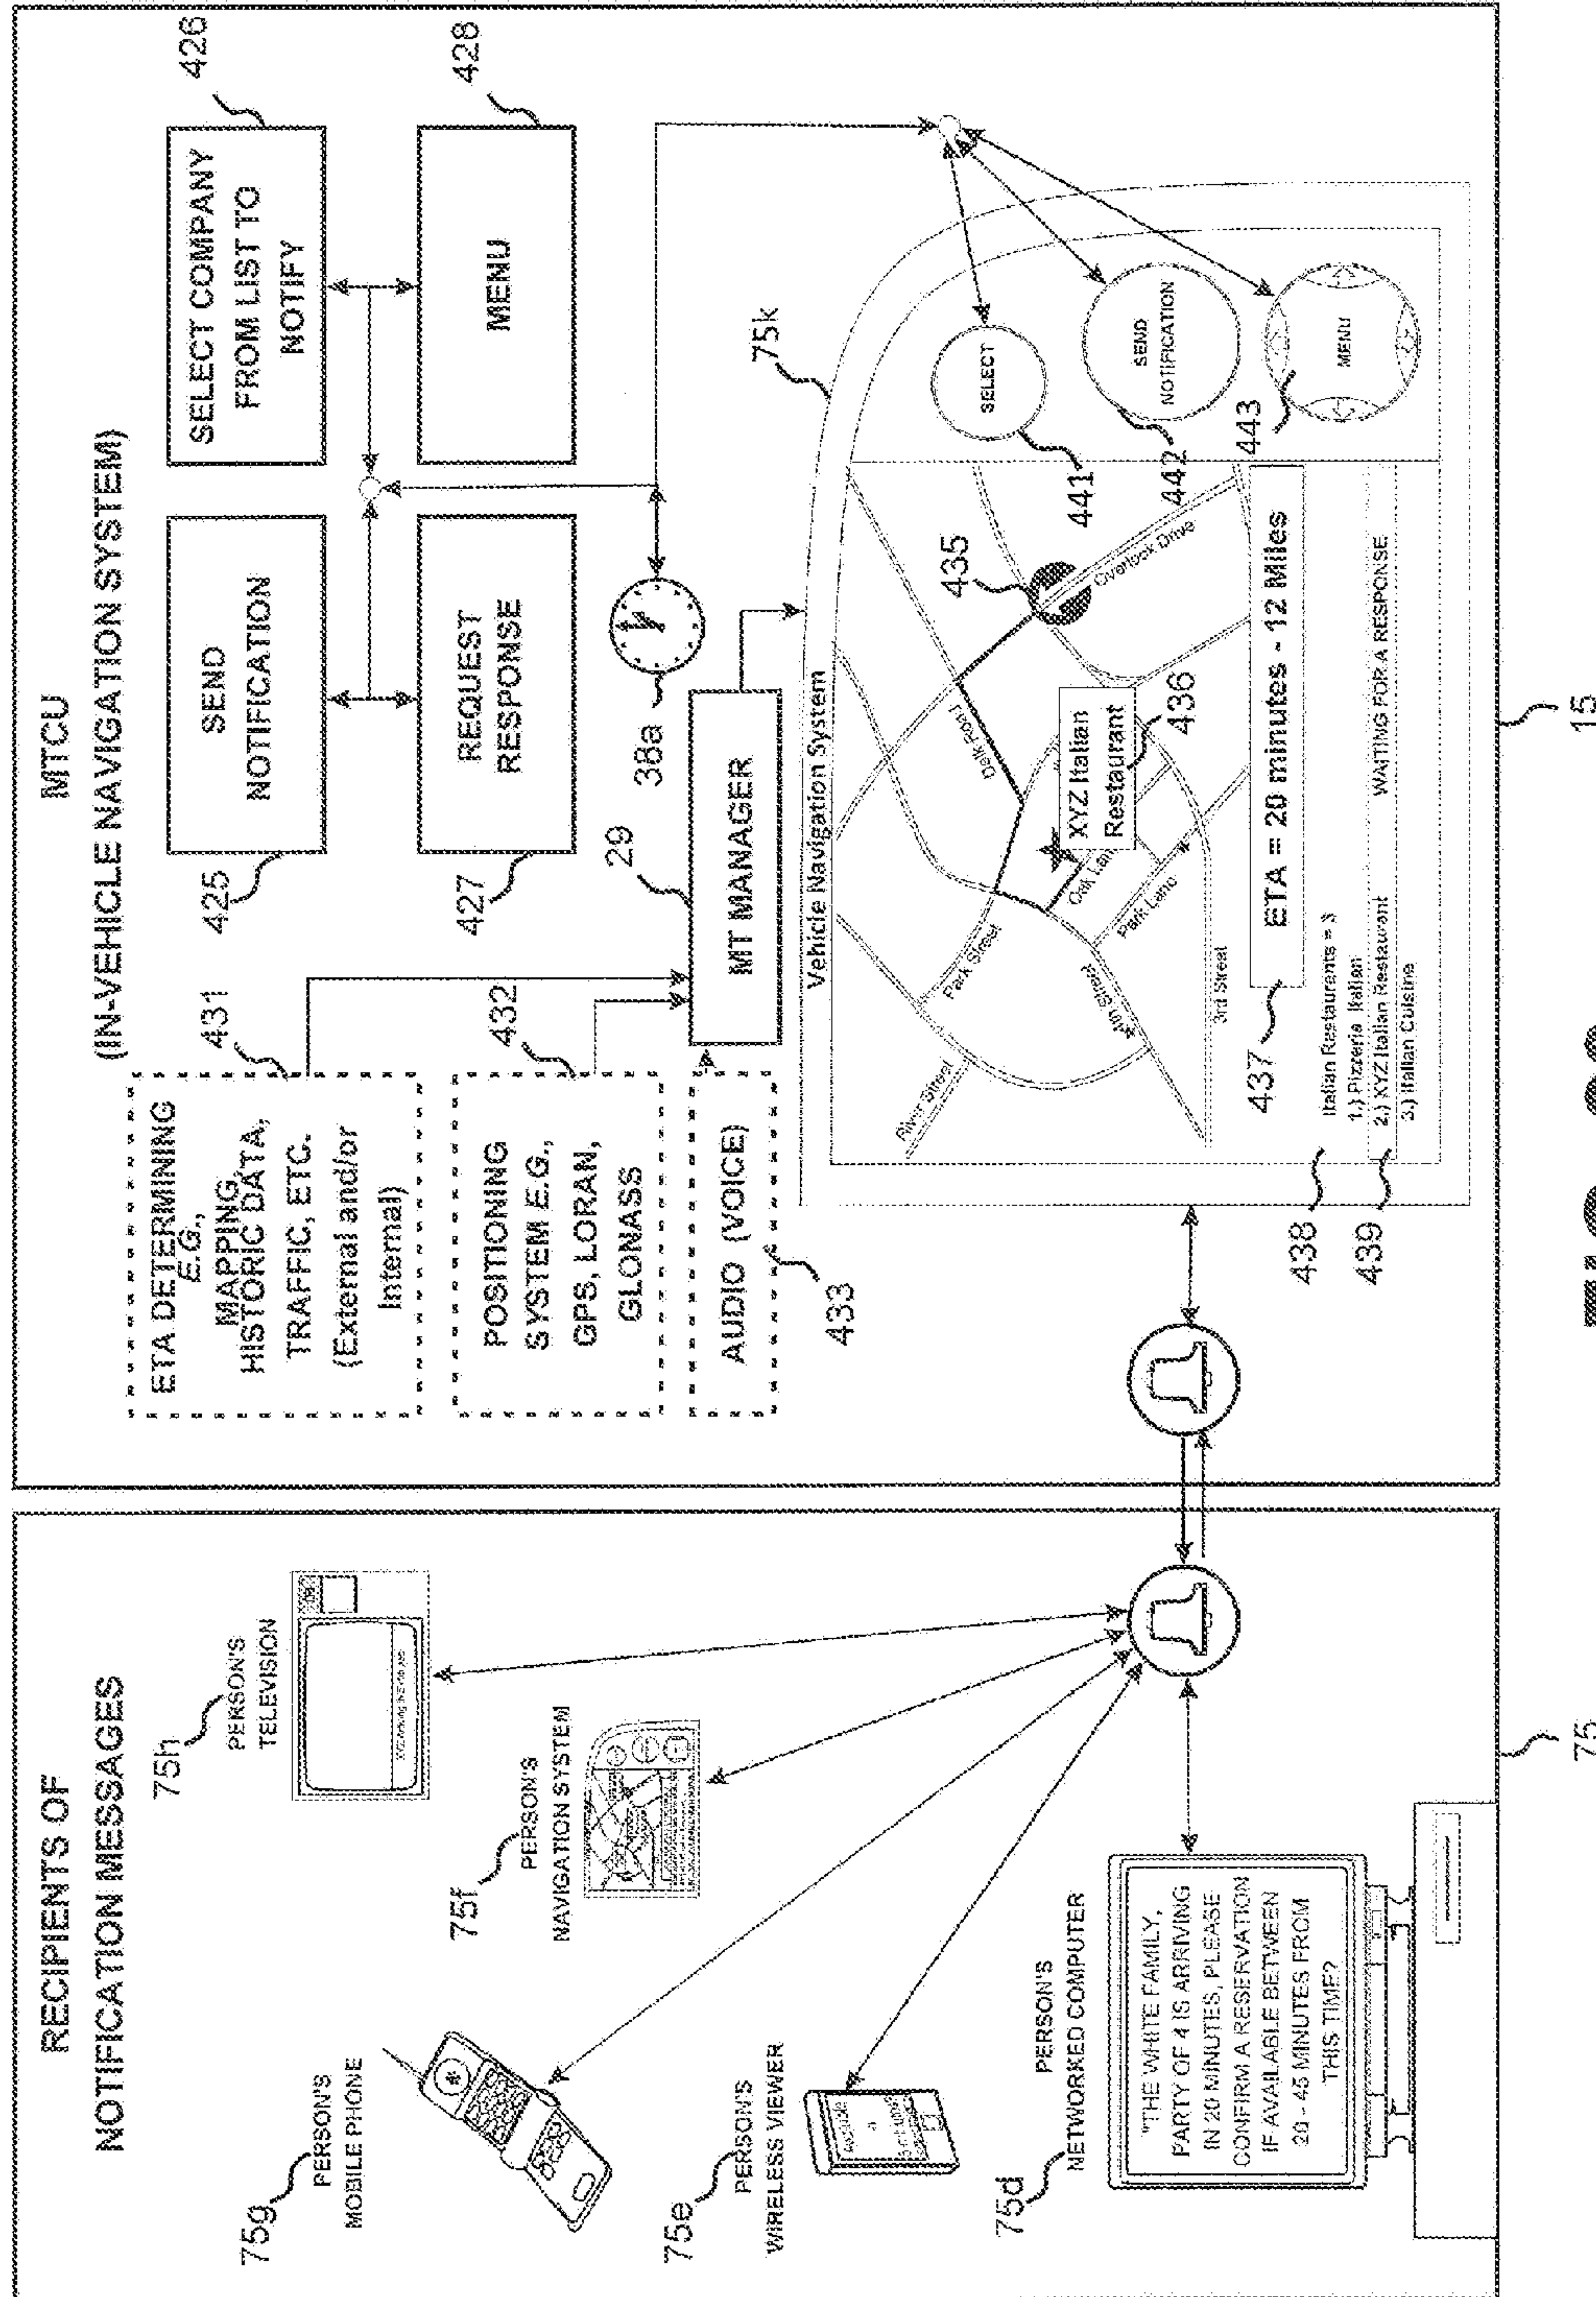 RECIPIENTS OF
NOTIFICATION MESSAGES
75h
PERSON'S
TELEVISION
75g
PERSON'S
MOBILE PHONE
75f
PERSON'S
NAVIGATION SYSTEM
75e
PERSON'S
WIRELESS VIEWER
75d
PERSON'S
NETWORKED COMPUTER
"THE WHITE FAMILY,
PARTY OF 4 IS ARRIVING
IN 20 MINUTES, PLEASE
CONFIRM A RESERVATION
IF AVAILABLE BETWEEN
20 - 45 MINUTES FROM
THIS TIME?
75
MTCU
(IN-VEHICLE NAVIGATION SYSTEM)
ETA DETERMINING
E.G.,
MAPPING,
HISTORIC DATA,
TRAFFIC, ETC.
(External and/or
Internal)
431
POSITIONING
SYSTEM E.G.,
GPS, LORAN,
GLONASS
432
AUDIO (VOICE)
433
SEND
NOTIFICATION
425
SELECT COMPANY
FROM LIST TO
NOTIFY
426
REQUEST
RESPONSE
427
MENU
428
29
MT MANAGER
38a
75k
Vehicle Navigation System
River Street
Park Street
Delk Road
Overlook Drive
435
XYZ Italian
Restaurant
436
Oak Lan
Park Lane
4th Street
3rd Street
SELECT
441
SEND
NOTIFICATION
442
MENU
443
437
ETA = 20 minutes - 12 Miles
438
Italian Restaurents = 3
1.) Pizzeria Italian
439
2.) XYZ Italian Restaurant
WAITING FOR A RESPONSE
3.) Italian Cuisine
15